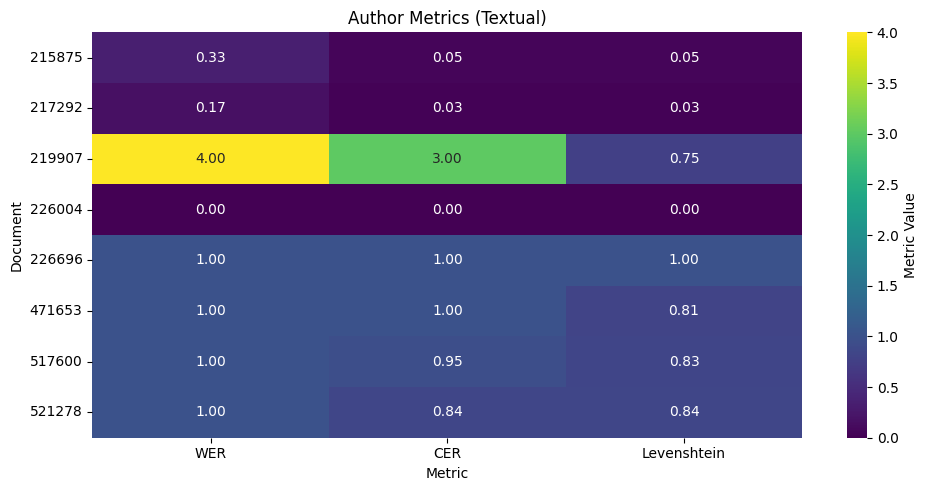 Author Metrics (Textual)
215875 0.33 0.05 0.05
217292 0.17 0.03 0.03
219907 4.00 3.00 0.75
226004 0.00 0.00 0.00
226696 1.00 1.00 1.00
471653 1.00 1.00 0.81
517600 1.00 0.95 0.83
521278 1.00 0.84 0.84
WER CER Levenshtein
Metric
Document
4.0
3.5
3.0
2.5
2.0
1.5
1.0
0.5
0.0
Metric Value